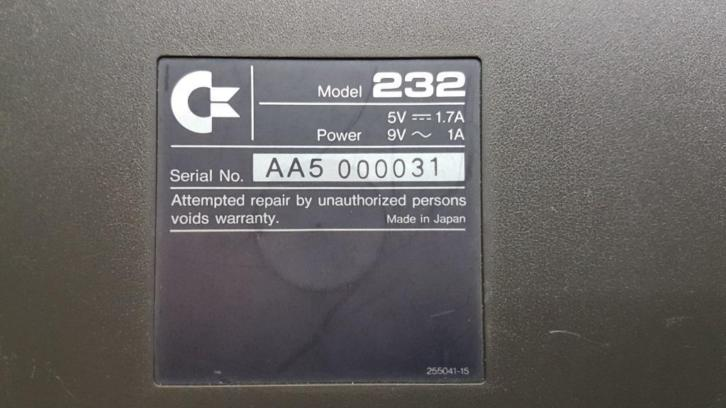 Model 232
5V ⎓ 1.7A
Power 9V ∼ 1A
Serial No. AA5 000031
Attempted repair by unauthorized persons
voids warranty. Made in Japan
255041-15